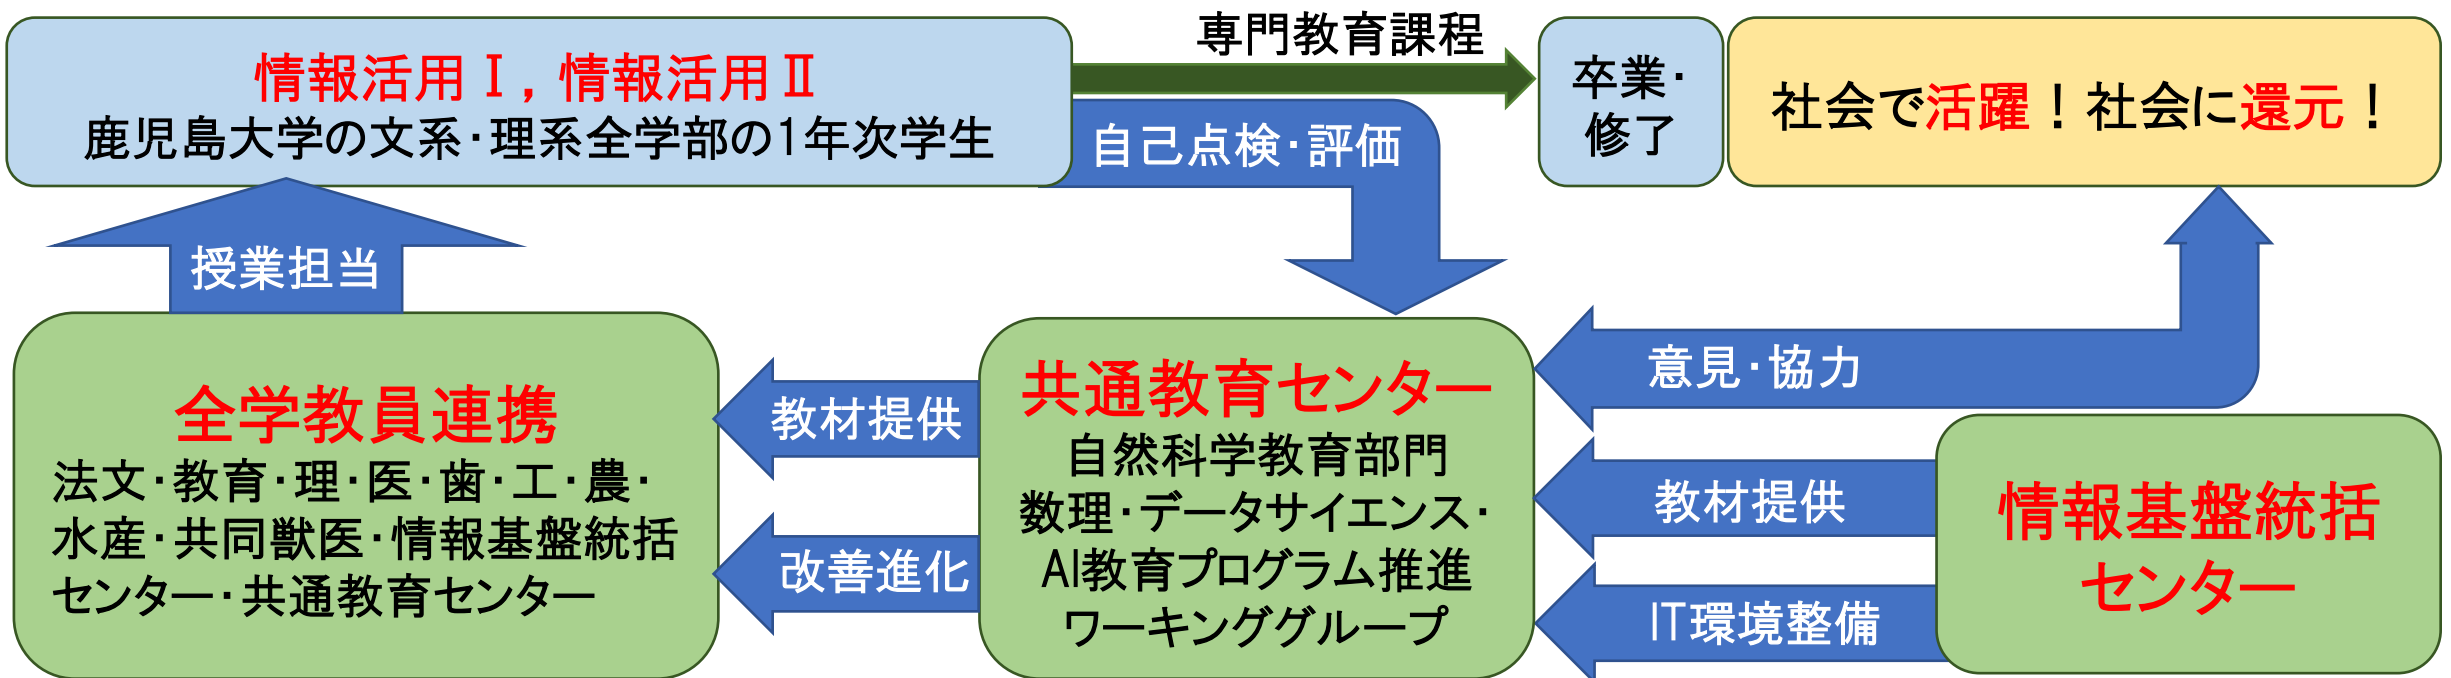 情報活用Ⅰ，情報活用Ⅱ
鹿児島大学の文系・理系全学部の1年次学生
専門教育課程
自己点検・評価
卒業・
修了
社会で活躍！社会に還元！
授業担当
全学教員連携
法文・教育・理・医・歯・工・農・
水産・共同獣医・情報基盤統括
センター・共通教育センター
教材提供
改善進化
共通教育センター
自然科学教育部門
数理・データサイエンス・
AI教育プログラム推進
ワーキンググループ
意見・協力
教材提供
IT環境整備
情報基盤統括
センター